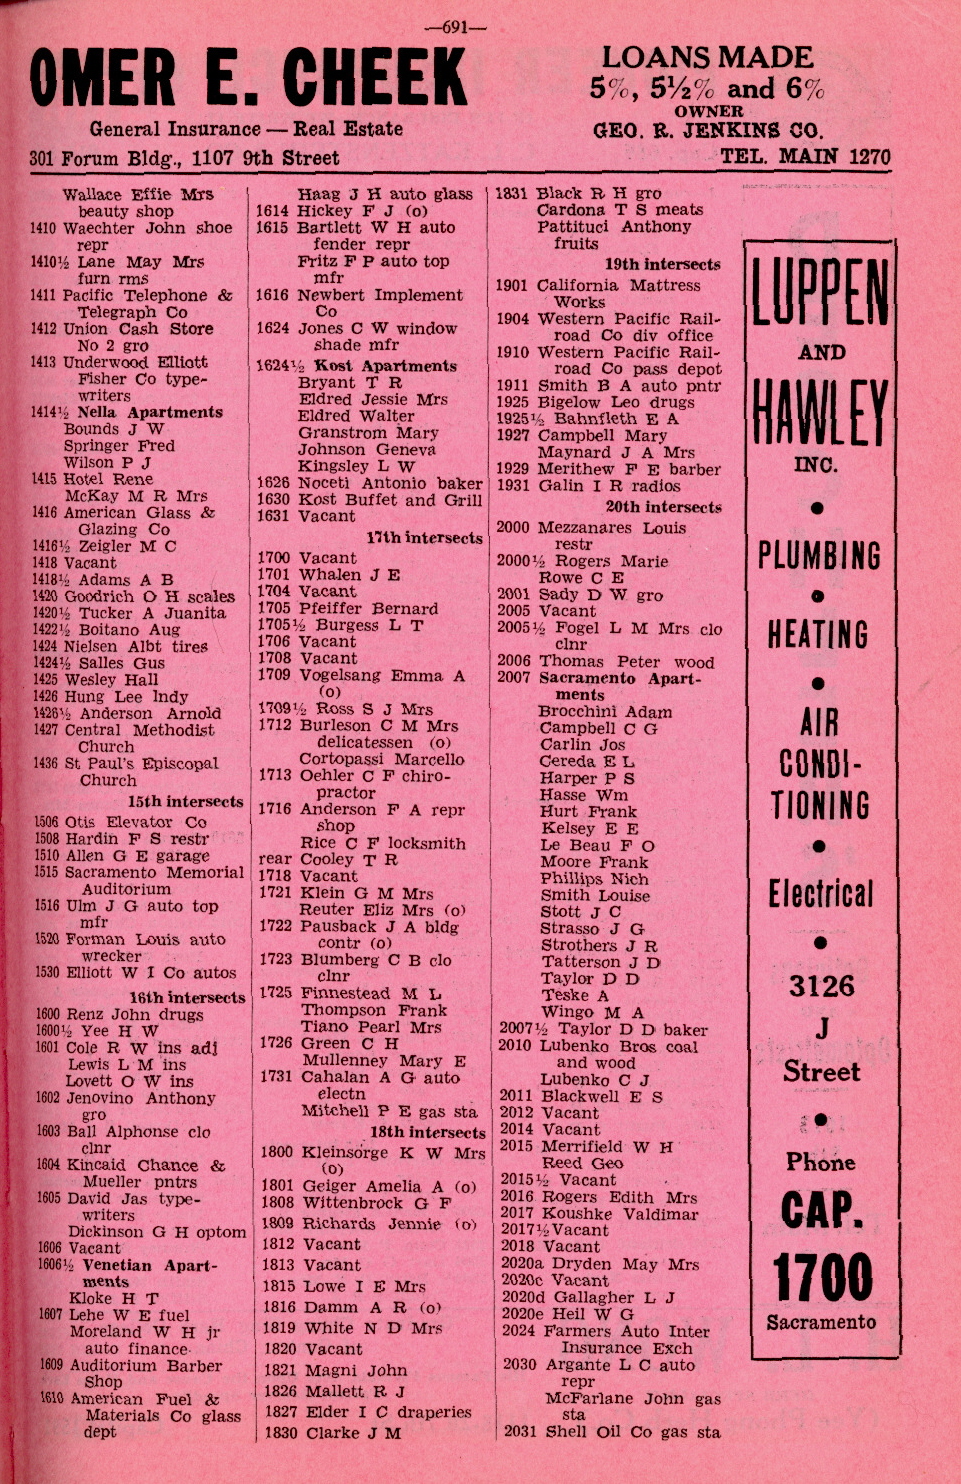 —691—
OMER E. CHEEK
General Insurance — Real Estate
301 Forum Bldg., 1107 9th Street
LOANS MADE
5%, 5½% and 6%
OWNER
GEO. R. JENKINS CO.
TEL. MAIN 1270
Wallace Effie Mrs
beauty shop
1410 Waechter John shoe
repr
1410½ Lane May Mrs
furn rms
1411 Pacific Telephone &
Telegraph Co
1412 Union Cash Store
No 2 gro
1413 Underwood Elliott
Fisher Co type-
writers
1414½ Nella Apartments
Bounds J W
Springer Fred
Wilson P J
1415 Hotel Rene
McKay M R Mrs
1416 American Glass &
Glazing Co
1416½ Zeigler M C
1418 Vacant
1418½ Adams A B
1420 Goodrich O H scales
1420½ Tucker A Juanita
1422½ Boitano Aug
1424 Nielsen Albt tires
1424½ Salles Gus
1425 Wesley Hall
1426 Hung Lee lndy
1426½ Anderson Arnold
1427 Central Methodist
Church
1436 St Paul's Episcopal
Church
15th intersects
1506 Otis Elevator Co
1508 Hardin F S restr
1510 Allen G E garage
1515 Sacramento Memorial
Auditorium
1516 Ulm J G auto top
mfr
1520 Forman Louis auto
wrecker
1530 Elliott W I Co autos
16th intersects
1600 Renz John drugs
1600½ Yee H W
1601 Cole R W ins adj
Lewis L M ins
Lovett O W ins
1602 Jenovino Anthony
gro
1603 Ball Alphonse clo
clnr
1604 Kincaid Chance &
Mueller pntrs
1605 David Jas type-
writers
Dickinson G H optom
1606 Vacant
1606½ Venetian Apart-
ments
Kloke H T
1607 Lehe W E fuel
Moreland W H jr
auto finance
1609 Auditorium Barber
Shop
1610 American Fuel &
Materials Co glass
dept
Haag J H auto glass
1614 Hickey F J (o)
1615 Bartlett W H auto
fender repr
Fritz F P auto top
mfr
1616 Newbert Implement
Co
1624 Jones C W window
shade mfr
1624½ Kost Apartments
Bryant T R
Eldred Jessie Mrs
Eldred Walter
Granstrom Mary
Johnson Geneva
Kingsley L W
1626 Noceti Antonio baker
1630 Kost Buffet and Grill
1631 Vacant
17th intersects
1700 Vacant
1701 Whalen J E
1704 Vacant
1705 Pfeiffer Bernard
1705½ Burgess L T
1706 Vacant
1708 Vacant
1709 Vogelsang Emma A
(o)
1709½ Ross S J Mrs
1712 Burleson C M Mrs
delicatessen (o)
Cortopassi Marcello
1713 Oehler C F chiro-
practor
1716 Anderson F A repr
shop
Rice C F locksmith
rear Cooley T R
1718 Vacant
1721 Klein G M Mrs
Reuter Eliz Mrs (o)
1722 Pausback J A bldg
contr (o)
1723 Blumberg C B clo
clnr
1725 Finnestead M L
Thompson Frank
Tiano Pearl Mrs
1726 Green C H
Mullenney Mary E
1731 Cahalan A G auto
electn
Mitchell P E gas sta
18th intersects
1800 Kleinsorge K W Mrs
(o)
1801 Geiger Amelia A (o)
1808 Wittenbrock G F
1809 Richards Jennie (o)
1812 Vacant
1813 Vacant
1815 Lowe I E Mrs
1816 Damm A R (o)
1819 White N D Mrs
1820 Vacant
1821 Magni John
1826 Mallett R J
1827 Elder I C draperies
1830 Clarke J M
1831 Black R H gro
Cardona T S meats
Pattituci Anthony
fruits
19th intersects
1901 California Mattress
Works
1904 Western Pacific Rail-
road Co div office
1910 Western Pacific Rail-
road Co pass depot
1911 Smith B A auto pntr
1925 Bigelow Leo drugs
1925½ Bahnfleth E A
1927 Campbell Mary
Maynard J A Mrs
1929 Merithew F E barber
1931 Galin I R radios
20th intersects
2000 Mezzanares Louis
restr
2000½ Rogers Marie
Rowe C E
2001 Sady D W gro
2005 Vacant
2005½ Fogel L M Mrs clo
clnr
2006 Thomas Peter wood
2007 Sacramento Apart-
ments
Brocchini Adam
Campbell C G
Carlin Jos
Cereda E L
Harper P S
Hasse Wm
Hurt Frank
Kelsey E E
Le Beau F O
Moore Frank
Phillips Nich
Smith Louise
Stott J C
Strasso J G
Strothers J R
Tatterson J D
Taylor D D
Teske A
Wingo M A
2007½ Taylor D D baker
2010 Lubenko Bros coal
and wood
Lubenko C J
2011 Blackwell E S
2012 Vacant
2014 Vacant
2015 Merrifield W H
Reed Geo
2015½ Vacant
2016 Rogers Edith Mrs
2017 Koushke Valdimar
2017½ Vacant
2018 Vacant
2020a Dryden May Mrs
2020c Vacant
2020d Gallagher L J
2020e Heil W G
2024 Farmers Auto Inter
Insurance Exch
2030 Argante L C auto
repr
McFarlane John gas
sta
2031 Shell Oil Co gas sta
LUPPEN
AND
HAWLEY
INC.
•
PLUMBING
•
HEATING
•
AIR
CONDI-
TIONING
•
Electrical
•
3126
J
Street
•
Phone
CAP.
1700
Sacramento